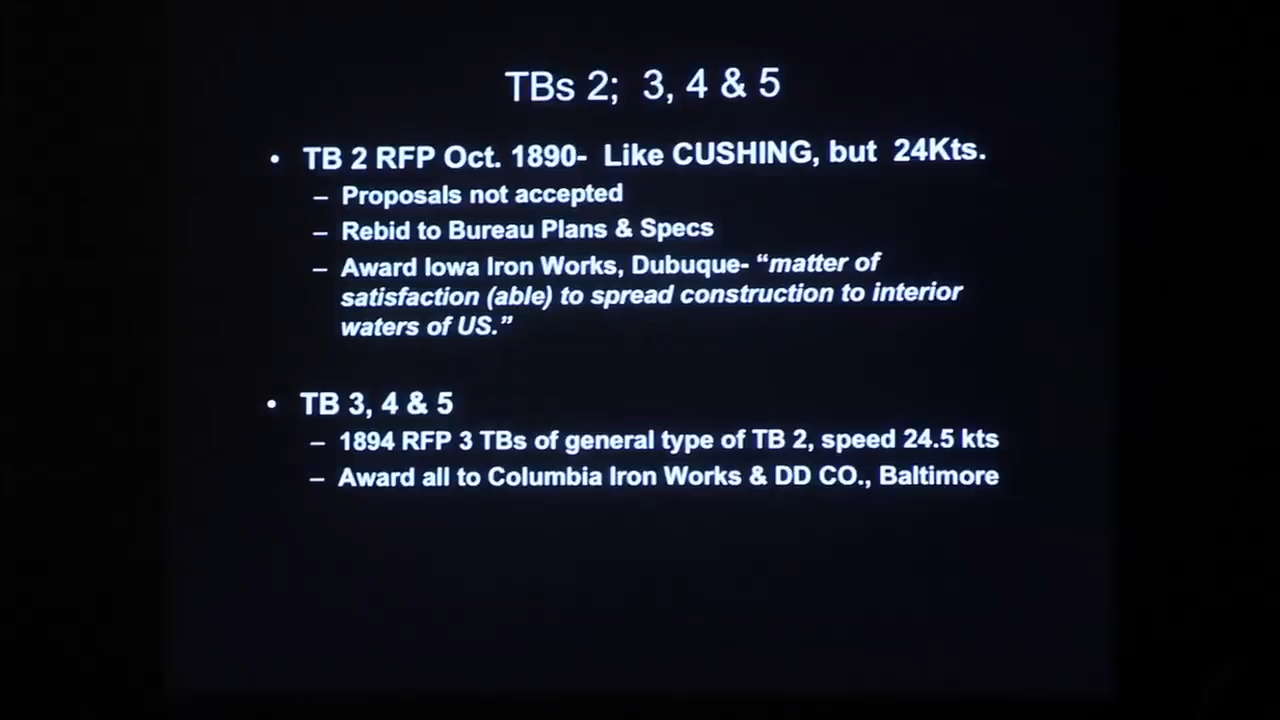 TBs 2; 3, 4 & 5
• TB 2 RFP Oct. 1890- Like CUSHING, but 24Kts.
– Proposals not accepted
– Rebid to Bureau Plans & Specs
– Award Iowa Iron Works, Dubuque- “matter of
satisfaction (able) to spread construction to interior
waters of US.”
• TB 3, 4 & 5
– 1894 RFP 3 TBs of general type of TB 2, speed 24.5 kts
– Award all to Columbia Iron Works & DD CO., Baltimore